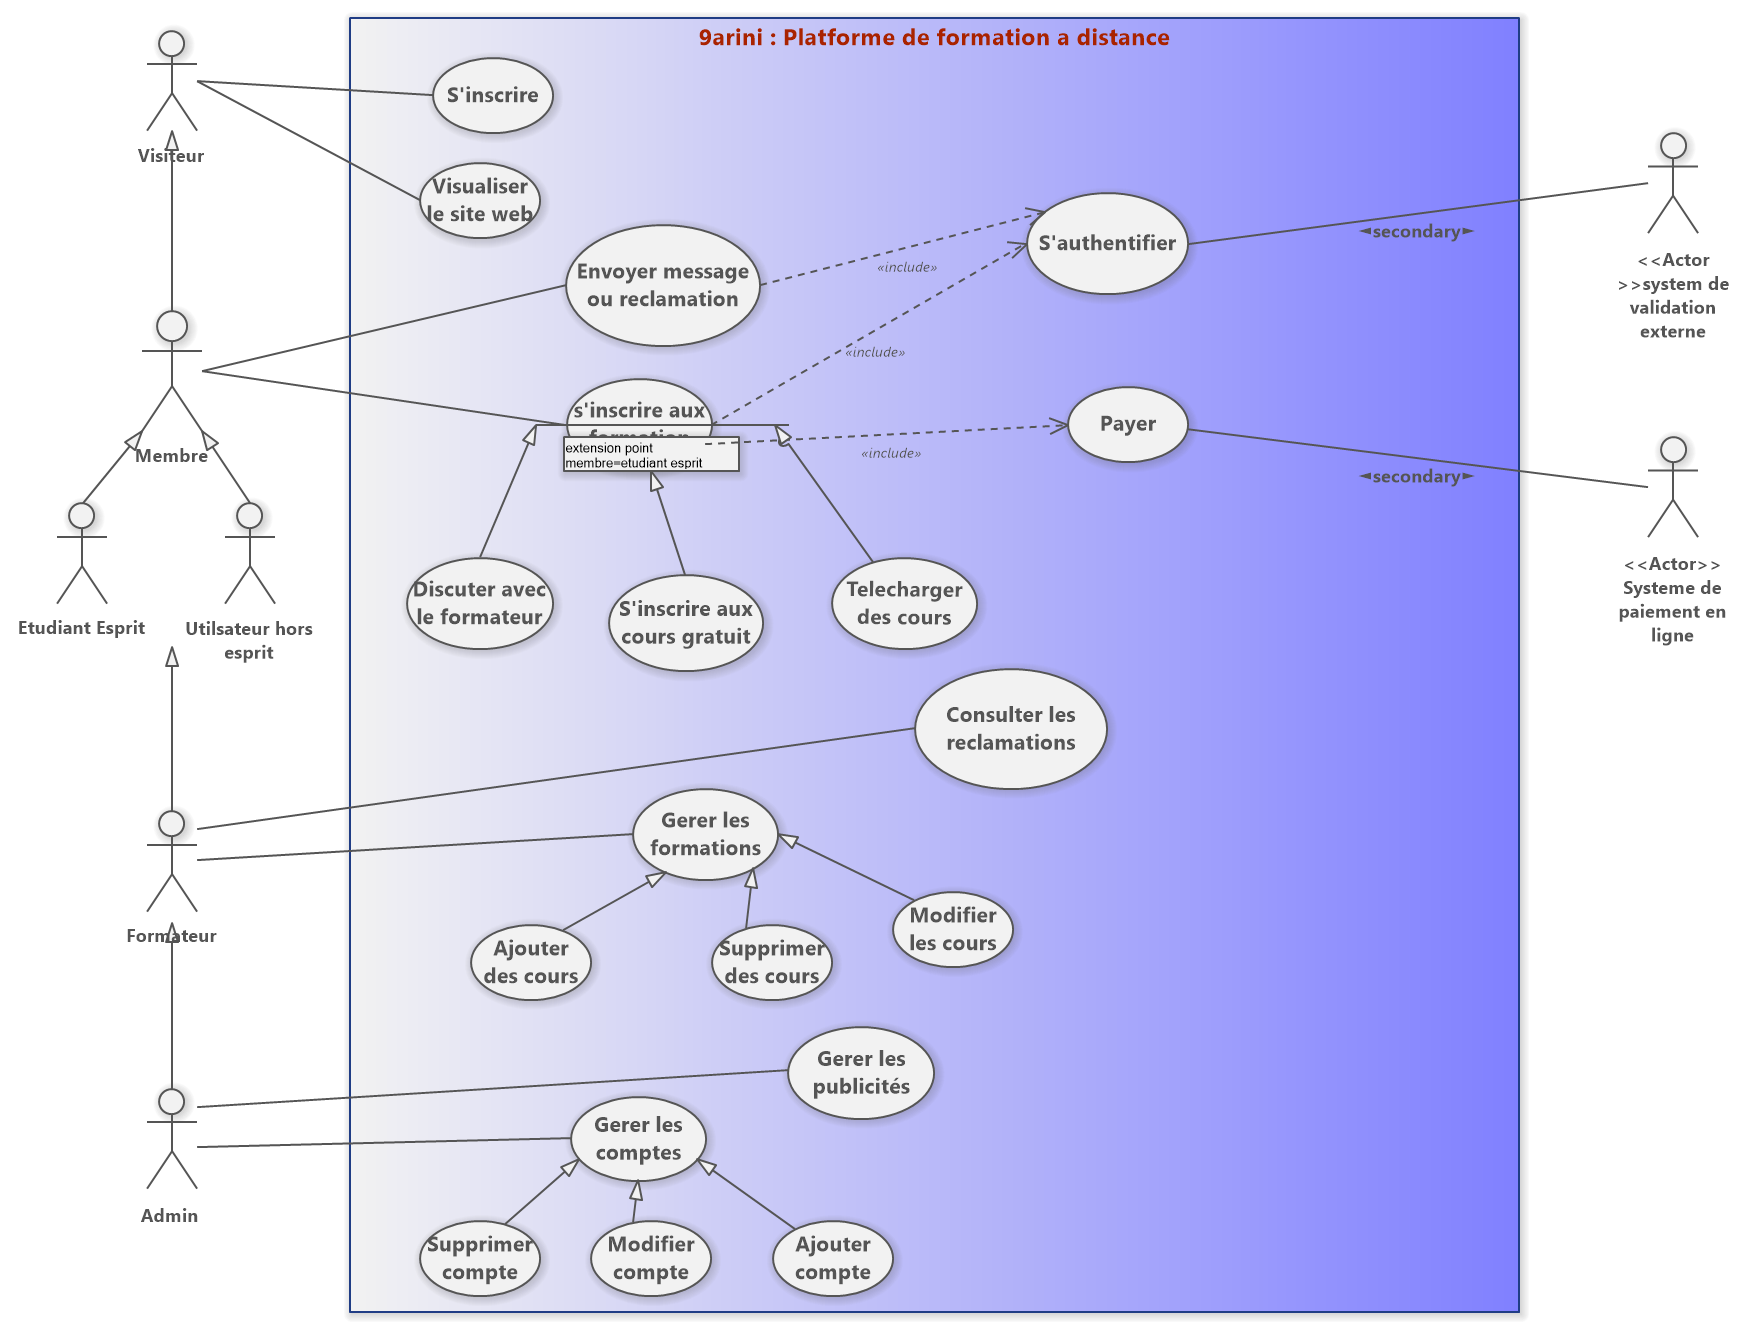 9arini : Platforme de formation a distance
S'inscrire
Visiteur
Visualiser
le site web
Envoyer message
ou reclamation
«include»
S'authentifier
◄secondary►
<<Actor
>>system de
validation
externe
«include»
s'inscrire aux
formation
extension point
membre=etudiant esprit
«include»
Payer
◄secondary►
<<Actor>>
Systeme de
paiement en
ligne
Membre
Etudiant Esprit
Utilsateur hors
esprit
Discuter avec
le formateur
S'inscrire aux
cours gratuit
Telecharger
des cours
Consulter les
reclamations
Gerer les
formations
Formateur
Ajouter
des cours
Supprimer
des cours
Modifier
les cours
Gerer les
publicités
Gerer les
comptes
Admin
Supprimer
compte
Modifier
compte
Ajouter
compte